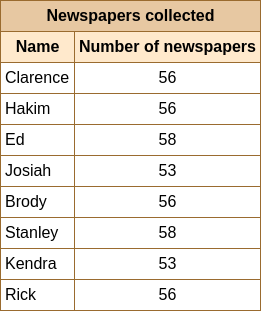 Newspapers collected
Name Number of newspapers
Clarence 56
Hakim 56
Ed 58
Josiah 53
Brody 56
Stanley 58
Kendra 53
Rick 56